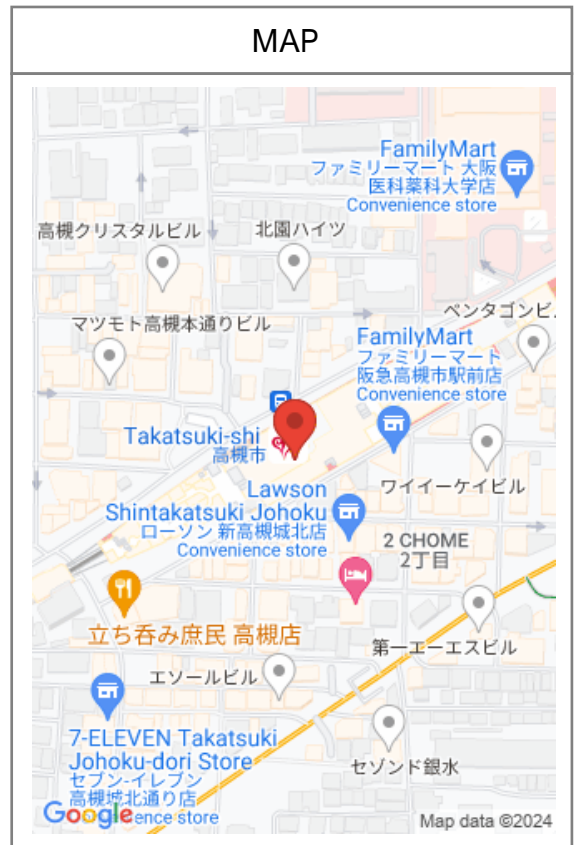 MAP
FamilyMart
ファミリーマート 大阪
医科薬科大学店
Convenience store
高槻クリスタルビル
北園ハイツ
ペンタゴンビ
マツモト高槻本通りビル
FamilyMart
ファミリーマート
阪急高槻市駅前店
Convenience store
Takatsuki-shi
高槻市
ワイイーケイビル
Lawson
Shintakatsuki Johoku
ローソン 新高槻城北店
Convenience store
2 CHOME
2丁目
立ち呑み庶民 高槻店
第一エーエスビル
エソールビル
7-ELEVEN Takatsuki
Johoku-dori Store
セブン-イレブン
高槻城北通り店
セゾンド銀水
Google
ence store
Map data ©2024